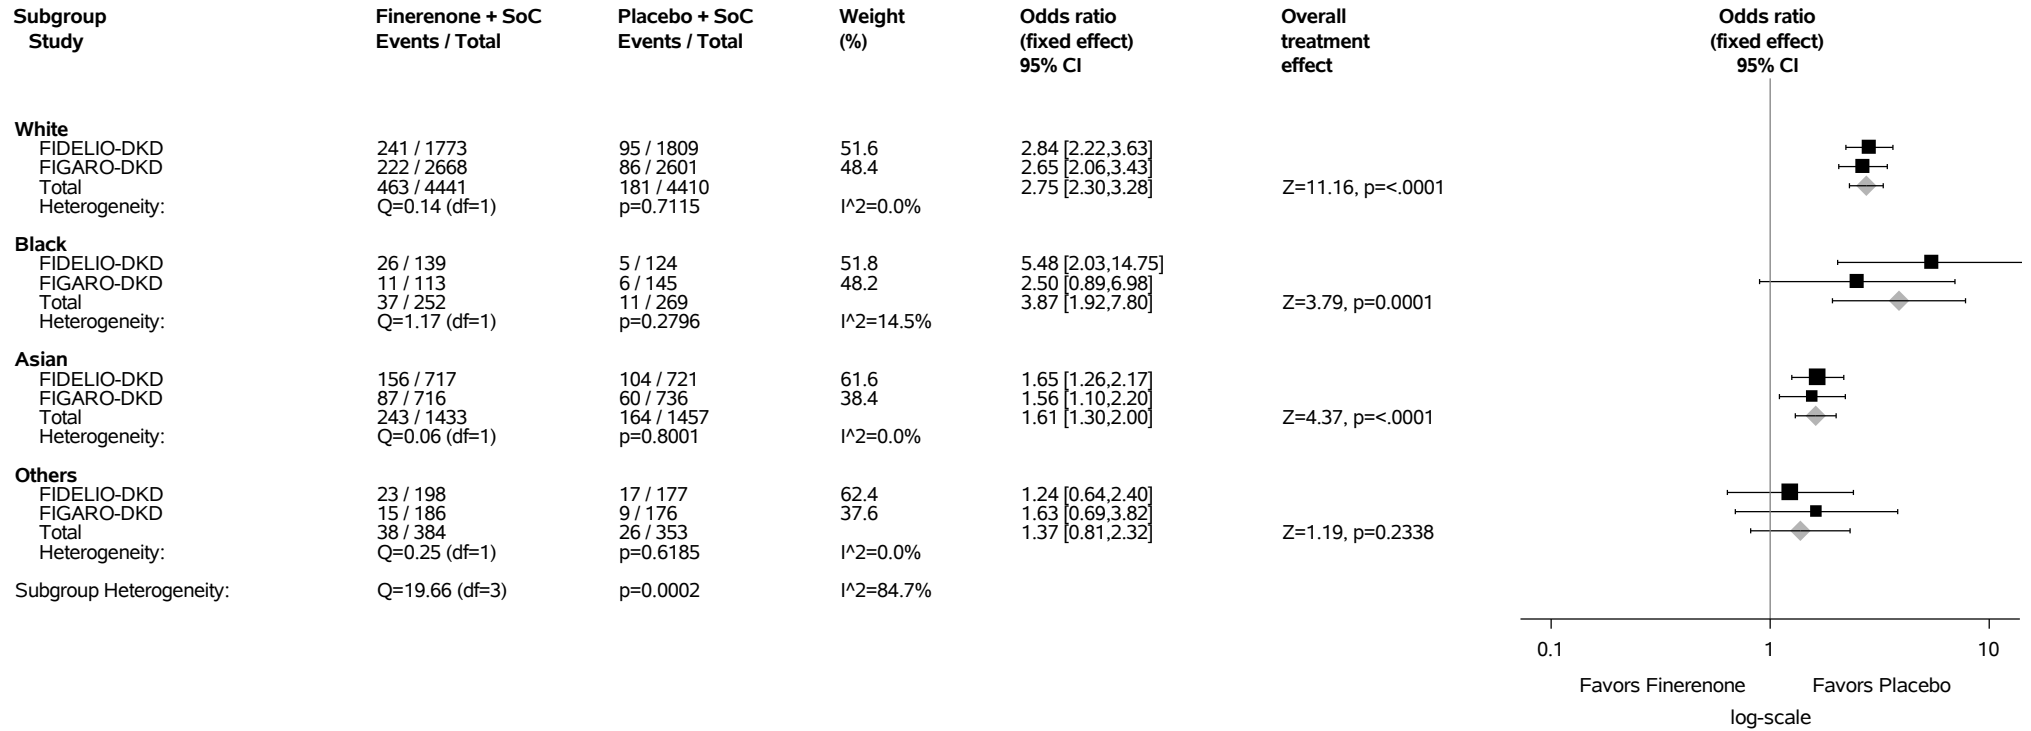 Subgroup Finerenone + SoC Placebo + SoC Weight Odds ratio Overall Odds ratio
Study Events / Total Events / Total (%) (fixed effect) treatment (fixed effect)
95% CI effect 95% CI
White
FIDELIO-DKD 241 / 1773 95 / 1809 51.6 2.84 [2.22,3.63]
FIGARO-DKD 222 / 2668 86 / 2601 48.4 2.65 [2.06,3.43]
Total 463 / 4441 181 / 4410 2.75 [2.30,3.28] Z=11.16, p=<.0001
Heterogeneity: Q=0.14 (df=1) p=0.7115 I^2=0.0%
Black
FIDELIO-DKD 26 / 139 5 / 124 51.8 5.48 [2.03,14.75]
FIGARO-DKD 11 / 113 6 / 145 48.2 2.50 [0.89,6.98]
Total 37 / 252 11 / 269 3.87 [1.92,7.80] Z=3.79, p=0.0001
Heterogeneity: Q=1.17 (df=1) p=0.2796 I^2=14.5%
Asian
FIDELIO-DKD 156 / 717 104 / 721 61.6 1.65 [1.26,2.17]
FIGARO-DKD 87 / 716 60 / 736 38.4 1.56 [1.10,2.20]
Total 243 / 1433 164 / 1457 1.61 [1.30,2.00] Z=4.37, p=<.0001
Heterogeneity: Q=0.06 (df=1) p=0.8001 I^2=0.0%
Others
FIDELIO-DKD 23 / 198 17 / 177 62.4 1.24 [0.64,2.40]
FIGARO-DKD 15 / 186 9 / 176 37.6 1.63 [0.69,3.82]
Total 38 / 384 26 / 353 1.37 [0.81,2.32] Z=1.19, p=0.2338
Heterogeneity: Q=0.25 (df=1) p=0.6185 I^2=0.0%
Subgroup Heterogeneity: Q=19.66 (df=3) p=0.0002 I^2=84.7%
0.1 1 10
Favors Finerenone Favors Placebo
log-scale